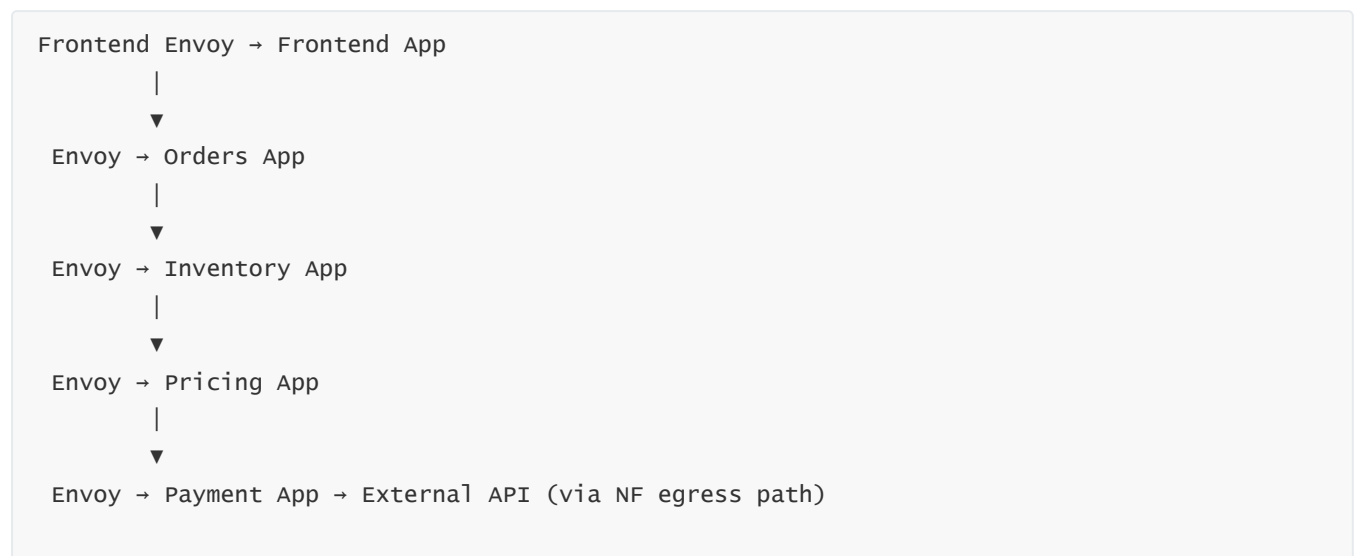 Frontend Envoy → Frontend App
|
▼
Envoy → Orders App
|
▼
Envoy → Inventory App
|
▼
Envoy → Pricing App
|
▼
Envoy → Payment App → External API (via NF egress path)